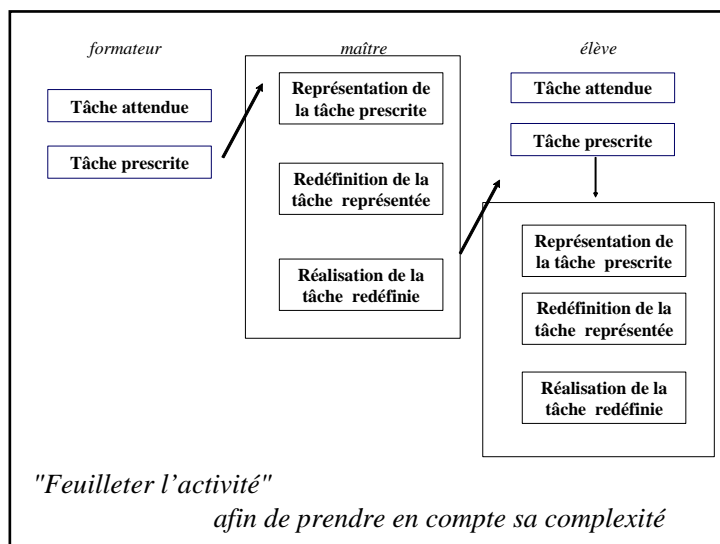 formateur
maître
élève
Tâche attendue
Tâche prescrite
Représentation de
la tâche prescrite
Redéfinition de la
tâche représentée
Réalisation de la
tâche redéfinie
Tâche attendue
Tâche prescrite
Représentation de
la tâche prescrite
Redéfinition de la
tâche représentée
Réalisation de la
tâche redéfinie
"Feuilleter l’activité"
afin de prendre en compte sa complexité